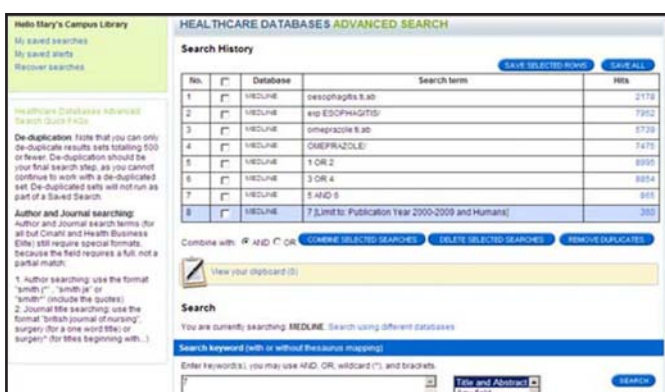 Hello Mary's Campus Library
My saved searches
My saved alerts
Recover searches
Healthcare Databases Advanced
Search Quick FAQs
De-duplication: Note that you can only
de-duplicate results sets totalling 500
or fewer. De-duplication should be
your final search step, as you cannot
continue to work with a de-duplicated
set. De-duplicated sets will not run as
part of a Saved Search.
Author and Journal searching:
Author and Journal search terms (for
all but Cinahl and Health Business
Elite) still require special formats,
because the field requires a full, not a
partial match:
1. Author searching: use the format
"smith j*", "smith je" or
"smith*" (include the quotes)
2. Journal title searching: use the
format "british journal of nursing",
surgery (for a one word title) or
surgery* (for titles beginning with...)
HEALTHCARE DATABASES ADVANCED SEARCH
Search History
SAVE SELECTED ROWS SAVE ALL
No. Database Search term Hits
1 MEDLINE oesophagitis.ti,ab 2178
2 MEDLINE exp ESOPHAGITIS/ 7952
3 MEDLINE omeprazole.ti,ab 5739
4 MEDLINE OMEPRAZOLE/ 7475
5 MEDLINE 1 OR 2 8995
6 MEDLINE 3 OR 4 8854
7 MEDLINE 5 AND 6 865
8 MEDLINE 7 [Limit to: Publication Year 2000-2009 and Humans] 360
Combine with: AND OR COMBINE SELECTED SEARCHES DELETE SELECTED SEARCHES REMOVE DUPLICATES
View your clipboard (0)
Search
You are currently searching: MEDLINE. Search using different databases
Search keyword (with or without thesaurus mapping)
Enter keyword(s), you may use AND, OR, wildcard (*), and brackets.
7 Title and Abstract SEARCH
Any field